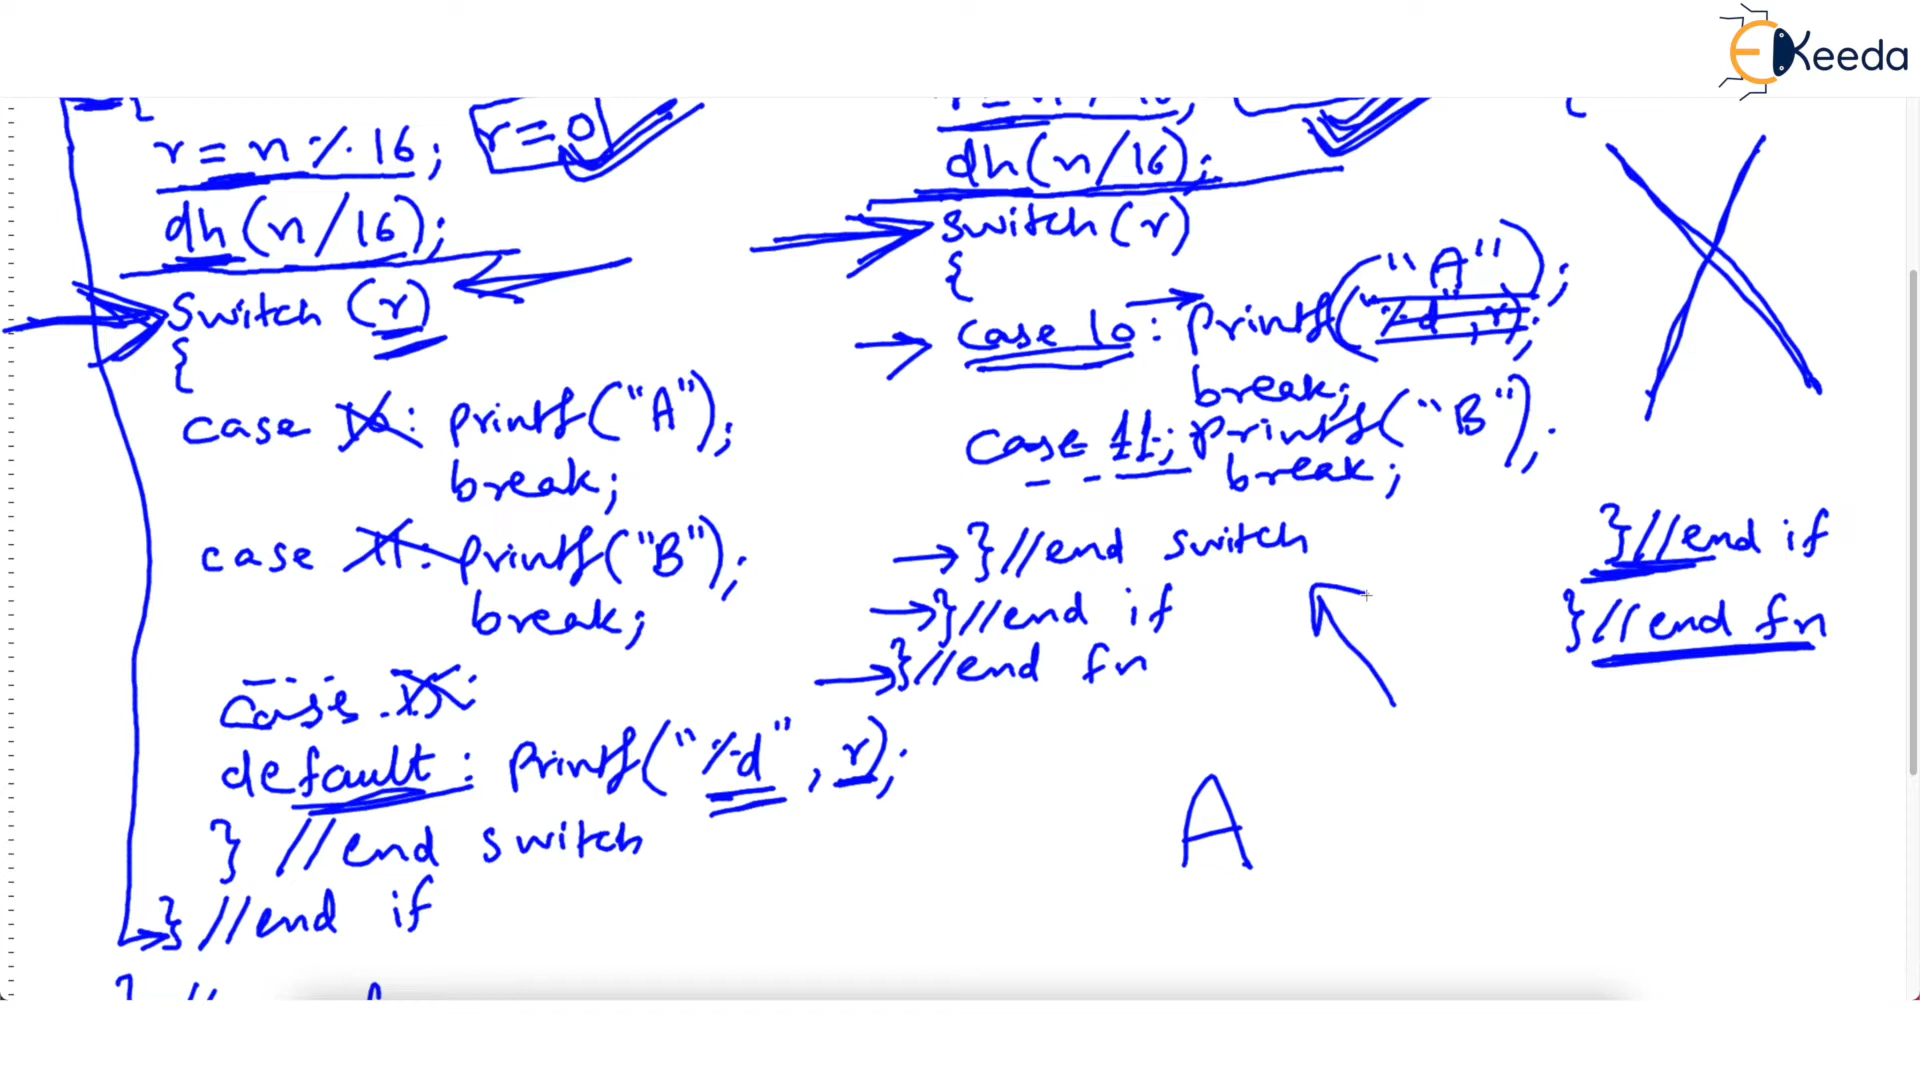 EKeeda
{
r = n % 16;
r = 0
dh(n/16);
switch (r)
{
case 10: printf("A");
break;
case 11: printf("B");
break;
case 15:
default: printf("%d", r);
} //end switch
} //end if
dh(n/16);
switch(r)
{
case 10: printf("A");
("%d", r);
break;
case 11: printf("B");
break;
} //end switch
} //end if
} //end fn
A
{
} //end if
} //end fn